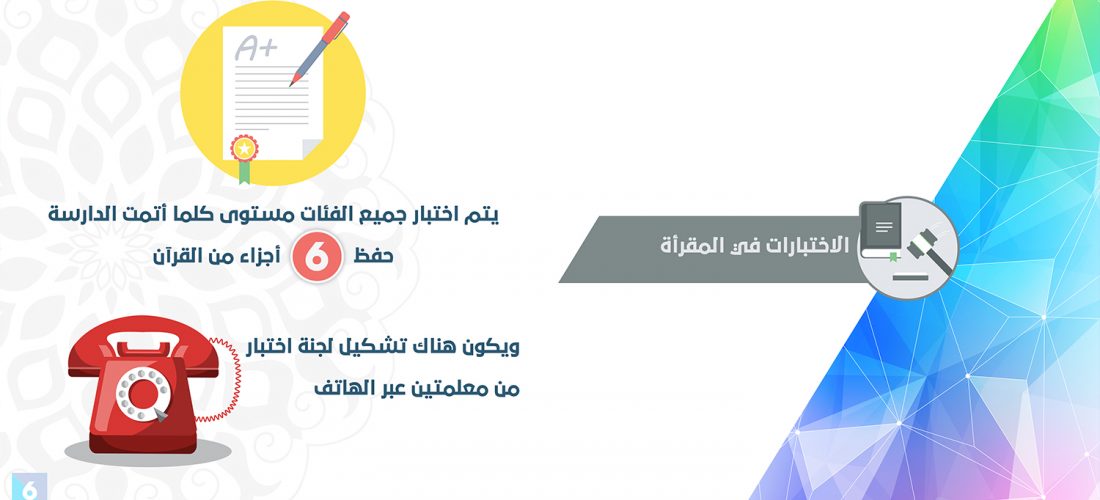 الاختبارات في المقرأة
A+
يتم اختبار جميع الفئات مستوى كلما أتمت الدارسة
حفظ 6 أجزاء من القرآن
ويكون هناك تشكيل لجنة اختبار
من معلمتين عبر الهاتف
6